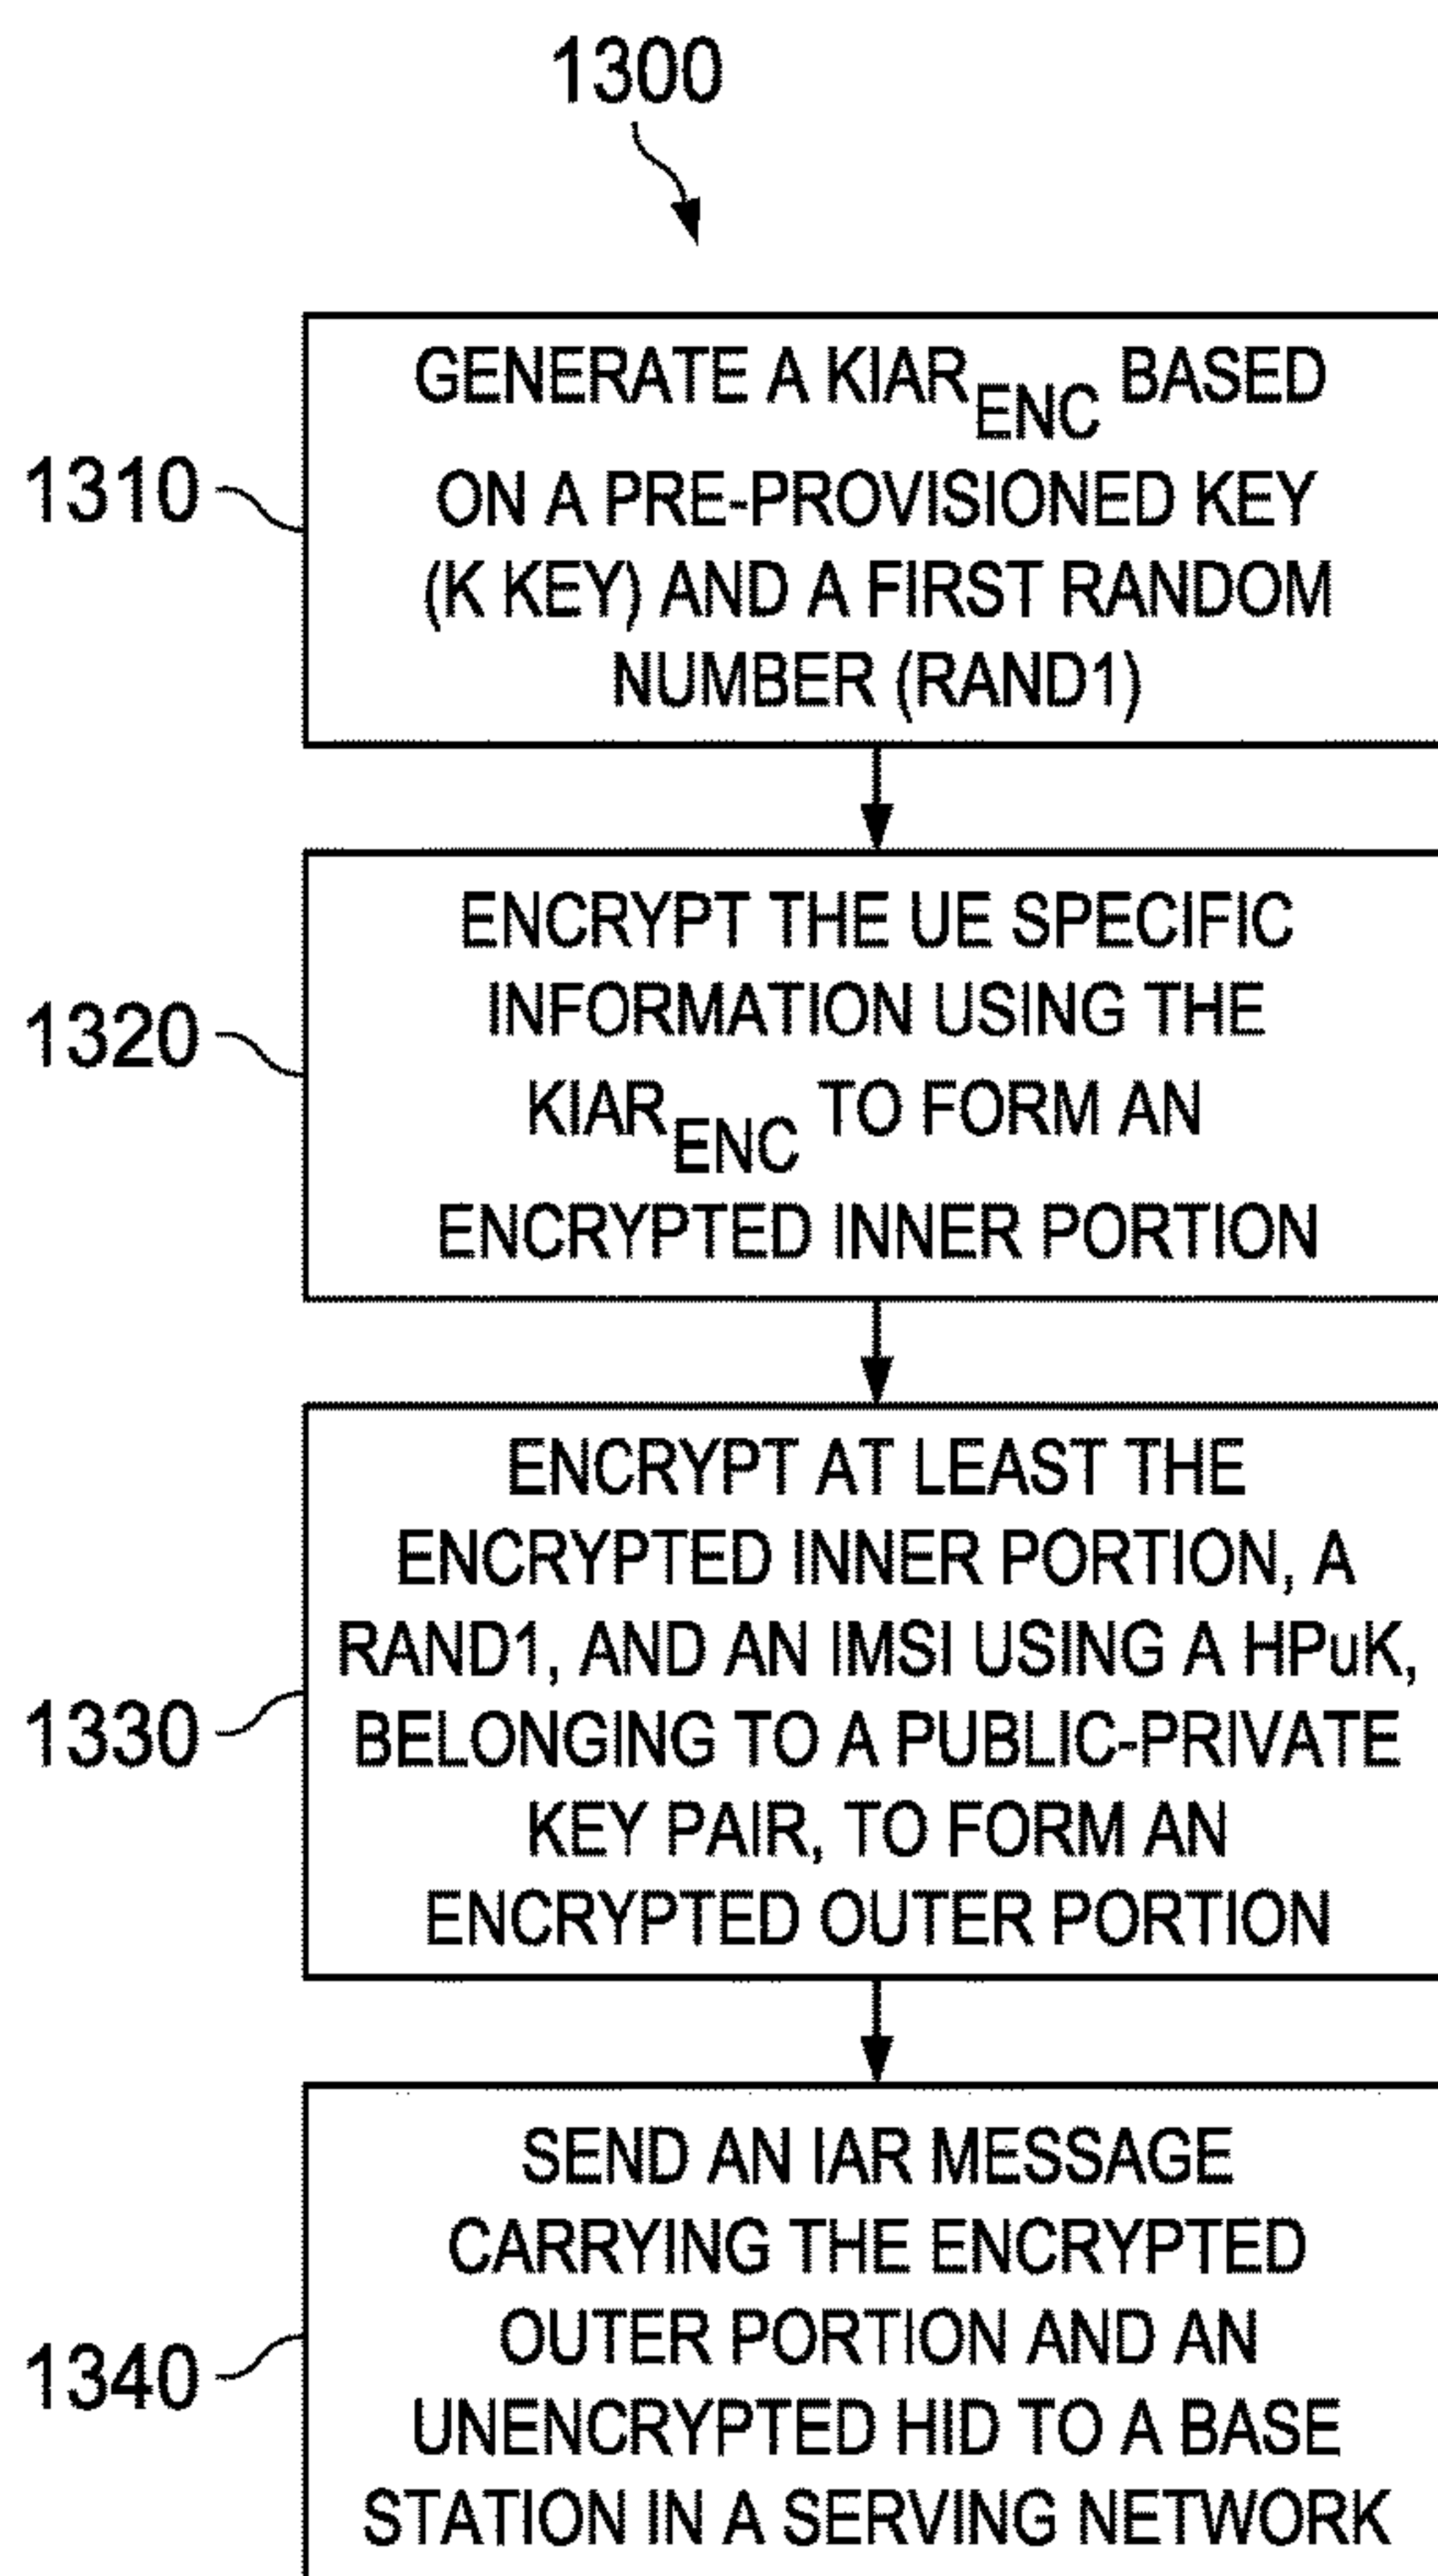 1300
1310
GENERATE A KIAR_ENC BASED
ON A PRE-PROVISIONED KEY
(K KEY) AND A FIRST RANDOM
NUMBER (RAND1)
1320
ENCRYPT THE UE SPECIFIC
INFORMATION USING THE
KIAR_ENC TO FORM AN
ENCRYPTED INNER PORTION
1330
ENCRYPT AT LEAST THE
ENCRYPTED INNER PORTION, A
RAND1, AND AN IMSI USING A HPuK,
BELONGING TO A PUBLIC-PRIVATE
KEY PAIR, TO FORM AN
ENCRYPTED OUTER PORTION
1340
SEND AN IAR MESSAGE
CARRYING THE ENCRYPTED
OUTER PORTION AND AN
UNENCRYPTED HID TO A BASE
STATION IN A SERVING NETWORK